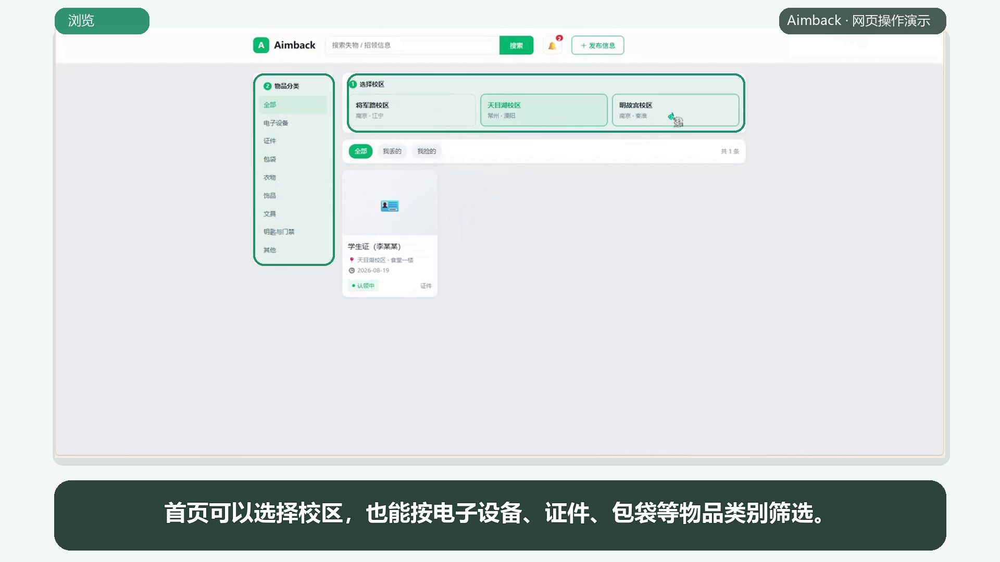 浏览
Aimback · 网页操作演示
A Aimback
搜索失物 / 招领信息
搜索
2
+ 发布信息
2 物品分类
全部
电子设备
证件
包袋
衣物
饰品
文具
钥匙与门禁
其他
1 选择校区
将军路校区
南京 · 江宁
天目湖校区
常州 · 溧阳
明故宫校区
南京 · 秦淮
全部
我丢的
我捡的
共 1 条
学生证（李某某）
天目湖校区 · 食堂一楼
2026-08-19
认领中
证件
首页可以选择校区，也能按电子设备、证件、包袋等物品类别筛选。